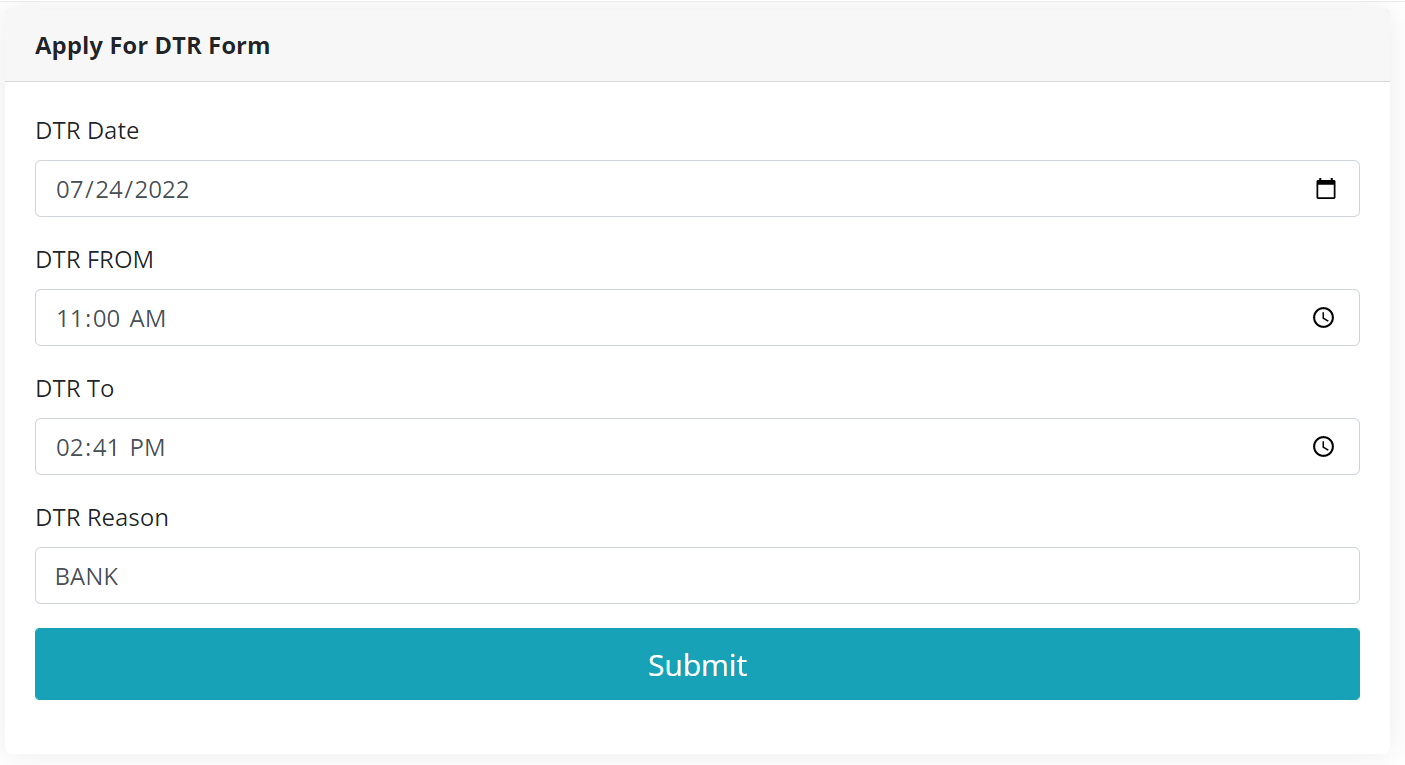 Apply For DTR Form
DTR Date
07/24/2022
DTR FROM
11:00 AM
DTR To
02:41 PM
DTR Reason
BANK
Submit